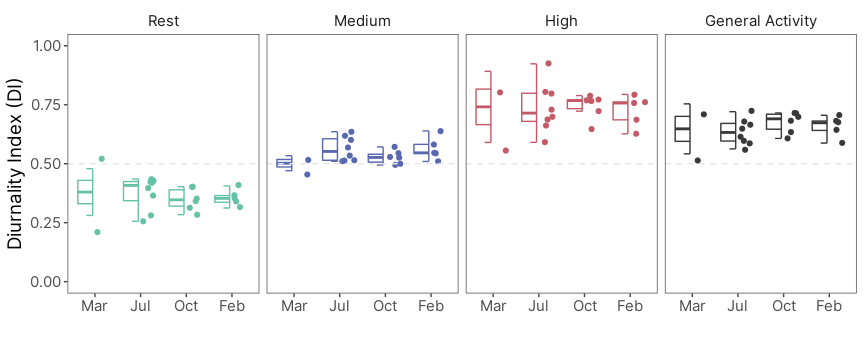 Rest Medium High General Activity
Diurnality Index (DI)
1.00
0.75
0.50
0.25
0.00
Mar Jul Oct Feb Mar Jul Oct Feb Mar Jul Oct Feb Mar Jul Oct Feb